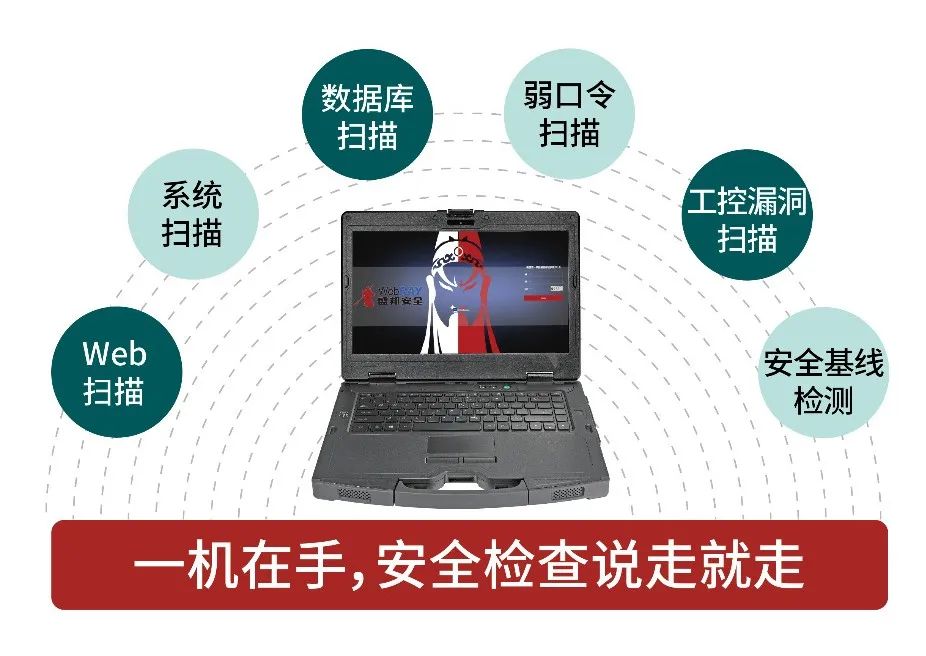 数据库
扫描
弱口令
扫描
系统
扫描
工控漏洞
扫描
WebRAY
盛邦安全
Web
扫描
安全基线
检测
一机在手,安全检查说走就走